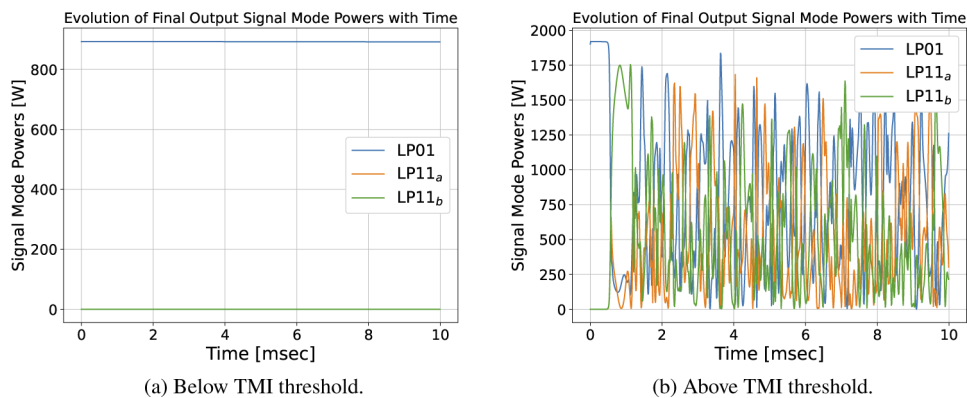 Evolution of Final Output Signal Mode Powers with Time
Signal Mode Powers [W]
800
600
400
200
0
LP01
LP11a
LP11b
0 2 4 6 8 10
Time [msec]
(a) Below TMI threshold.
Evolution of Final Output Signal Mode Powers with Time
Signal Mode Powers [W]
2000
1750
1500
1250
1000
750
500
250
0
LP01
LP11a
LP11b
0 2 4 6 8 10
Time [msec]
(b) Above TMI threshold.